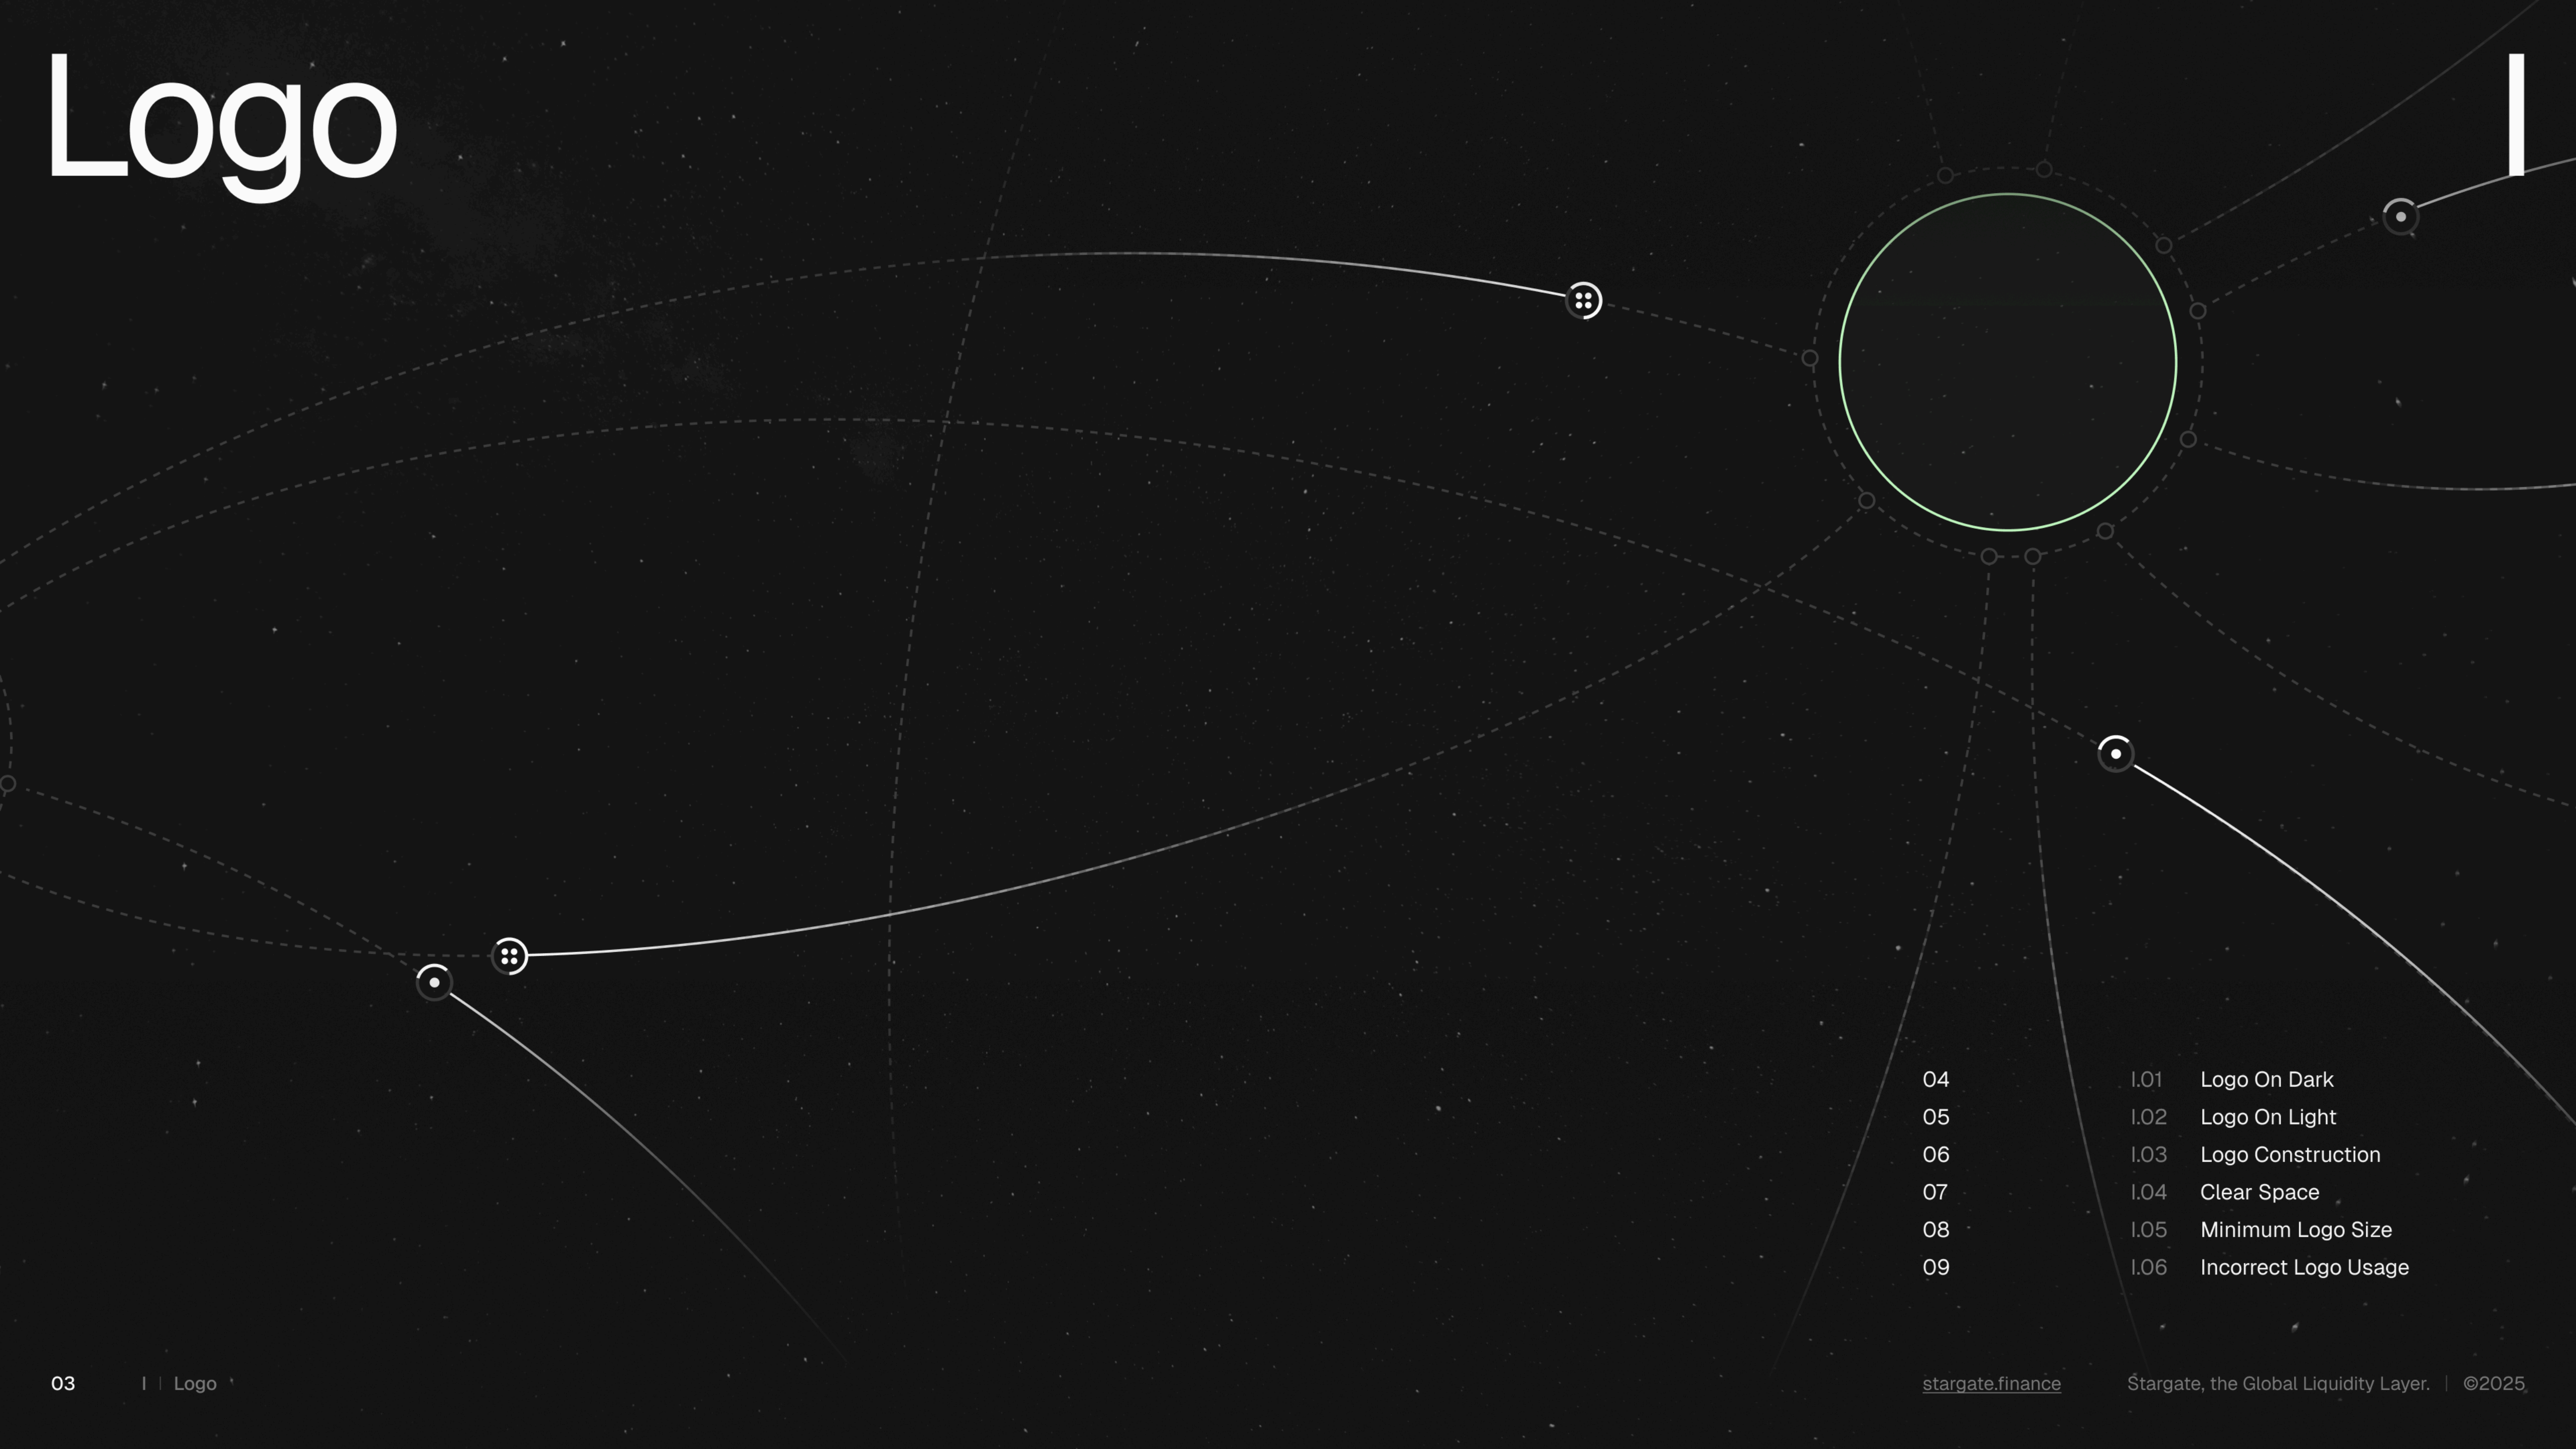 Logo
I
04 I.01 Logo On Dark
05 I.02 Logo On Light
06 I.03 Logo Construction
07 I.04 Clear Space
08 I.05 Minimum Logo Size
09 I.06 Incorrect Logo Usage
03 I | Logo stargate.finance Stargate, the Global Liquidity Layer. | ©2025